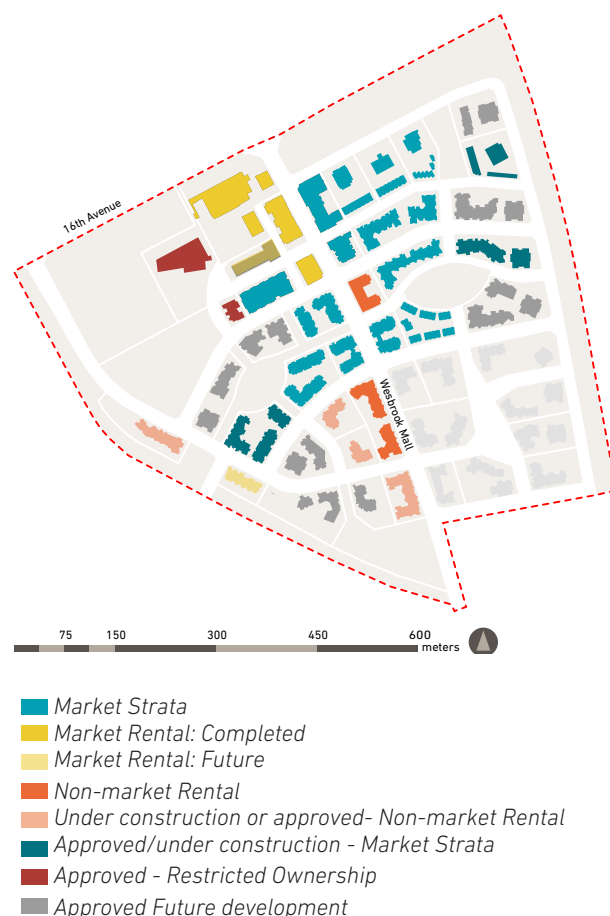 16th Avenue
Wesbrook Mall
75 150 300 450 600
meters
Market Strata
Market Rental: Completed
Market Rental: Future
Non-market Rental
Under construction or approved- Non-market Rental
Approved/under construction - Market Strata
Approved - Restricted Ownership
Approved Future development